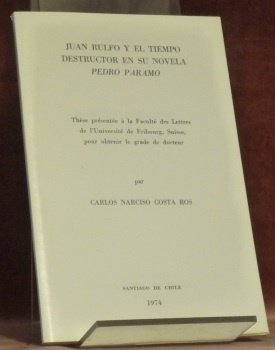 JUAN RULFO Y EL TIEMPO
DESTRUCTOR EN SU NOVELA
PEDRO PARAMO
Thèse présentée à la Faculté des Lettres
de l'Université de Fribourg, Suisse,
pour obtenir le grade de docteur
par
CARLOS NARCISO COSTA ROS
SANTIAGO DE CHILE
1974